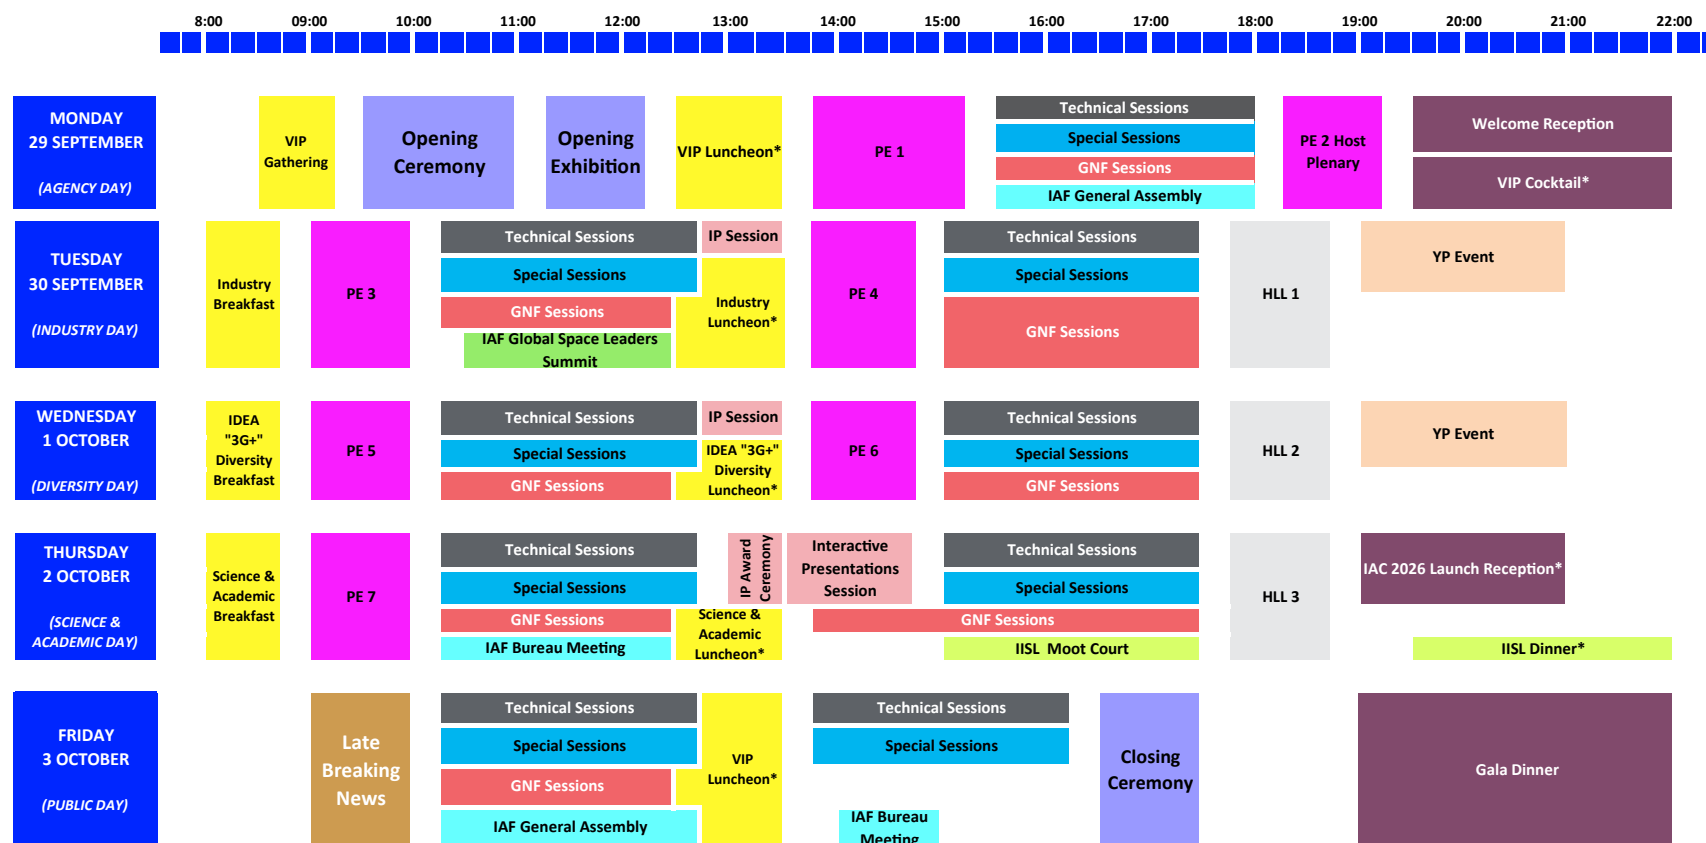 8:00 09:00 10:00 11:00 12:00 13:00 14:00 15:00 16:00 17:00 18:00 19:00 20:00 21:00 22:00
MONDAY
29 SEPTEMBER
(AGENCY DAY)
VIP
Gathering
Opening
Ceremony
Opening
Exhibition
VIP Luncheon*
PE 1
Technical Sessions
Special Sessions
GNF Sessions
IAF General Assembly
PE 2 Host
Plenary
Welcome Reception
VIP Cocktail*
TUESDAY
30 SEPTEMBER
(INDUSTRY DAY)
Industry
Breakfast
PE 3
Technical Sessions
Special Sessions
GNF Sessions
IAF Global Space Leaders
Summit
IP Session
Industry
Luncheon*
PE 4
Technical Sessions
Special Sessions
GNF Sessions
HLL 1
YP Event
WEDNESDAY
1 OCTOBER
(DIVERSITY DAY)
IDEA
"3G+"
Diversity
Breakfast
PE 5
Technical Sessions
Special Sessions
GNF Sessions
IP Session
IDEA "3G+"
Diversity
Luncheon*
PE 6
Technical Sessions
Special Sessions
GNF Sessions
HLL 2
YP Event
THURSDAY
2 OCTOBER
(SCIENCE &
ACADEMIC DAY)
Science &
Academic
Breakfast
PE 7
Technical Sessions
Special Sessions
GNF Sessions
IAF Bureau Meeting
IP Award
Ceremony
Science &
Academic
Luncheon*
Interactive
Presentations
Session
Technical Sessions
Special Sessions
GNF Sessions
IISL Moot Court
HLL 3
IAC 2026 Launch Reception*
IISL Dinner*
FRIDAY
3 OCTOBER
(PUBLIC DAY)
Late
Breaking
News
Technical Sessions
Special Sessions
GNF Sessions
IAF General Assembly
VIP
Luncheon*
Technical Sessions
Special Sessions
IAF Bureau
Meeting
Closing
Ceremony
Gala Dinner